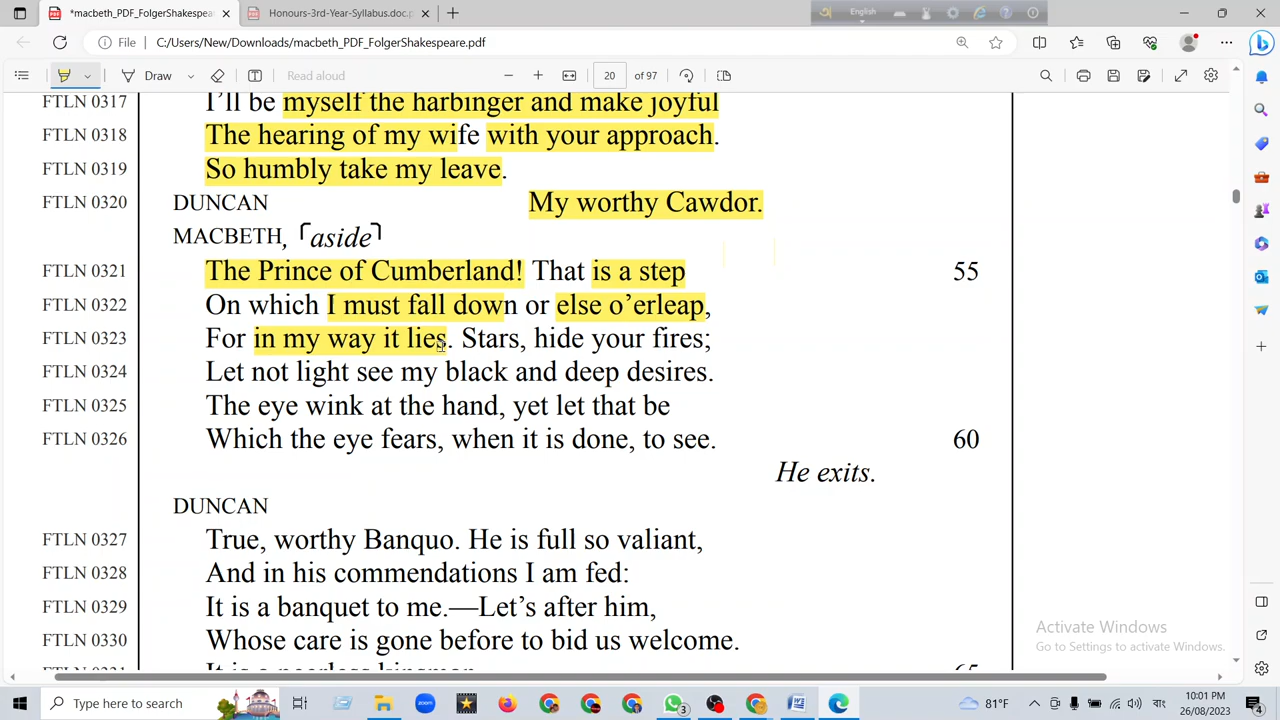 *macbeth_PDF_FolgerShakespeare
Honours-3rd-Year-Syllabus.doc.p
English
File C:/Users/New/Downloads/macbeth_PDF_FolgerShakespeare.pdf
Draw Read aloud 20 of 97
FTLN 0317 I'll be myself the harbinger and make joyful
FTLN 0318 The hearing of my wife with your approach.
FTLN 0319 So humbly take my leave.
FTLN 0320 DUNCAN My worthy Cawdor.
MACBETH, ⌜aside⌝
FTLN 0321 The Prince of Cumberland! That is a step 55
FTLN 0322 On which I must fall down or else o'erleap,
FTLN 0323 For in my way it lies. Stars, hide your fires;
FTLN 0324 Let not light see my black and deep desires.
FTLN 0325 The eye wink at the hand, yet let that be
FTLN 0326 Which the eye fears, when it is done, to see. 60
He exits.
DUNCAN
FTLN 0327 True, worthy Banquo. He is full so valiant,
FTLN 0328 And in his commendations I am fed:
FTLN 0329 It is a banquet to me.—Let's after him,
FTLN 0330 Whose care is gone before to bid us welcome.
FTLN 0331 It is a peerless kinsman. 65
Activate Windows
Go to Settings to activate Windows.
Type here to search
81°F
বাং
10:01 PM
26/08/2023